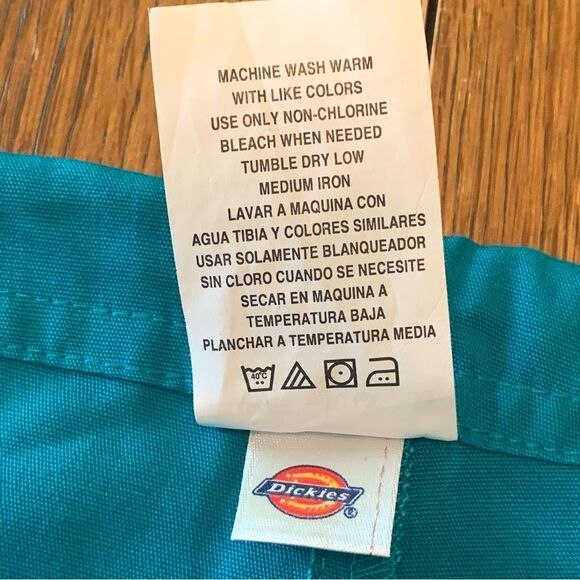 MACHINE WASH WARM
WITH LIKE COLORS
USE ONLY NON-CHLORINE
BLEACH WHEN NEEDED
TUMBLE DRY LOW
MEDIUM IRON
LAVAR A MAQUINA CON
AGUA TIBIA Y COLORES SIMILARES
USAR SOLAMENTE BLANQUEADOR
SIN CLORO CUANDO SE NECESITE
SECAR EN MAQUINA A
TEMPERATURA BAJA
PLANCHAR A TEMPERATURA MEDIA
40°C
Dickies®